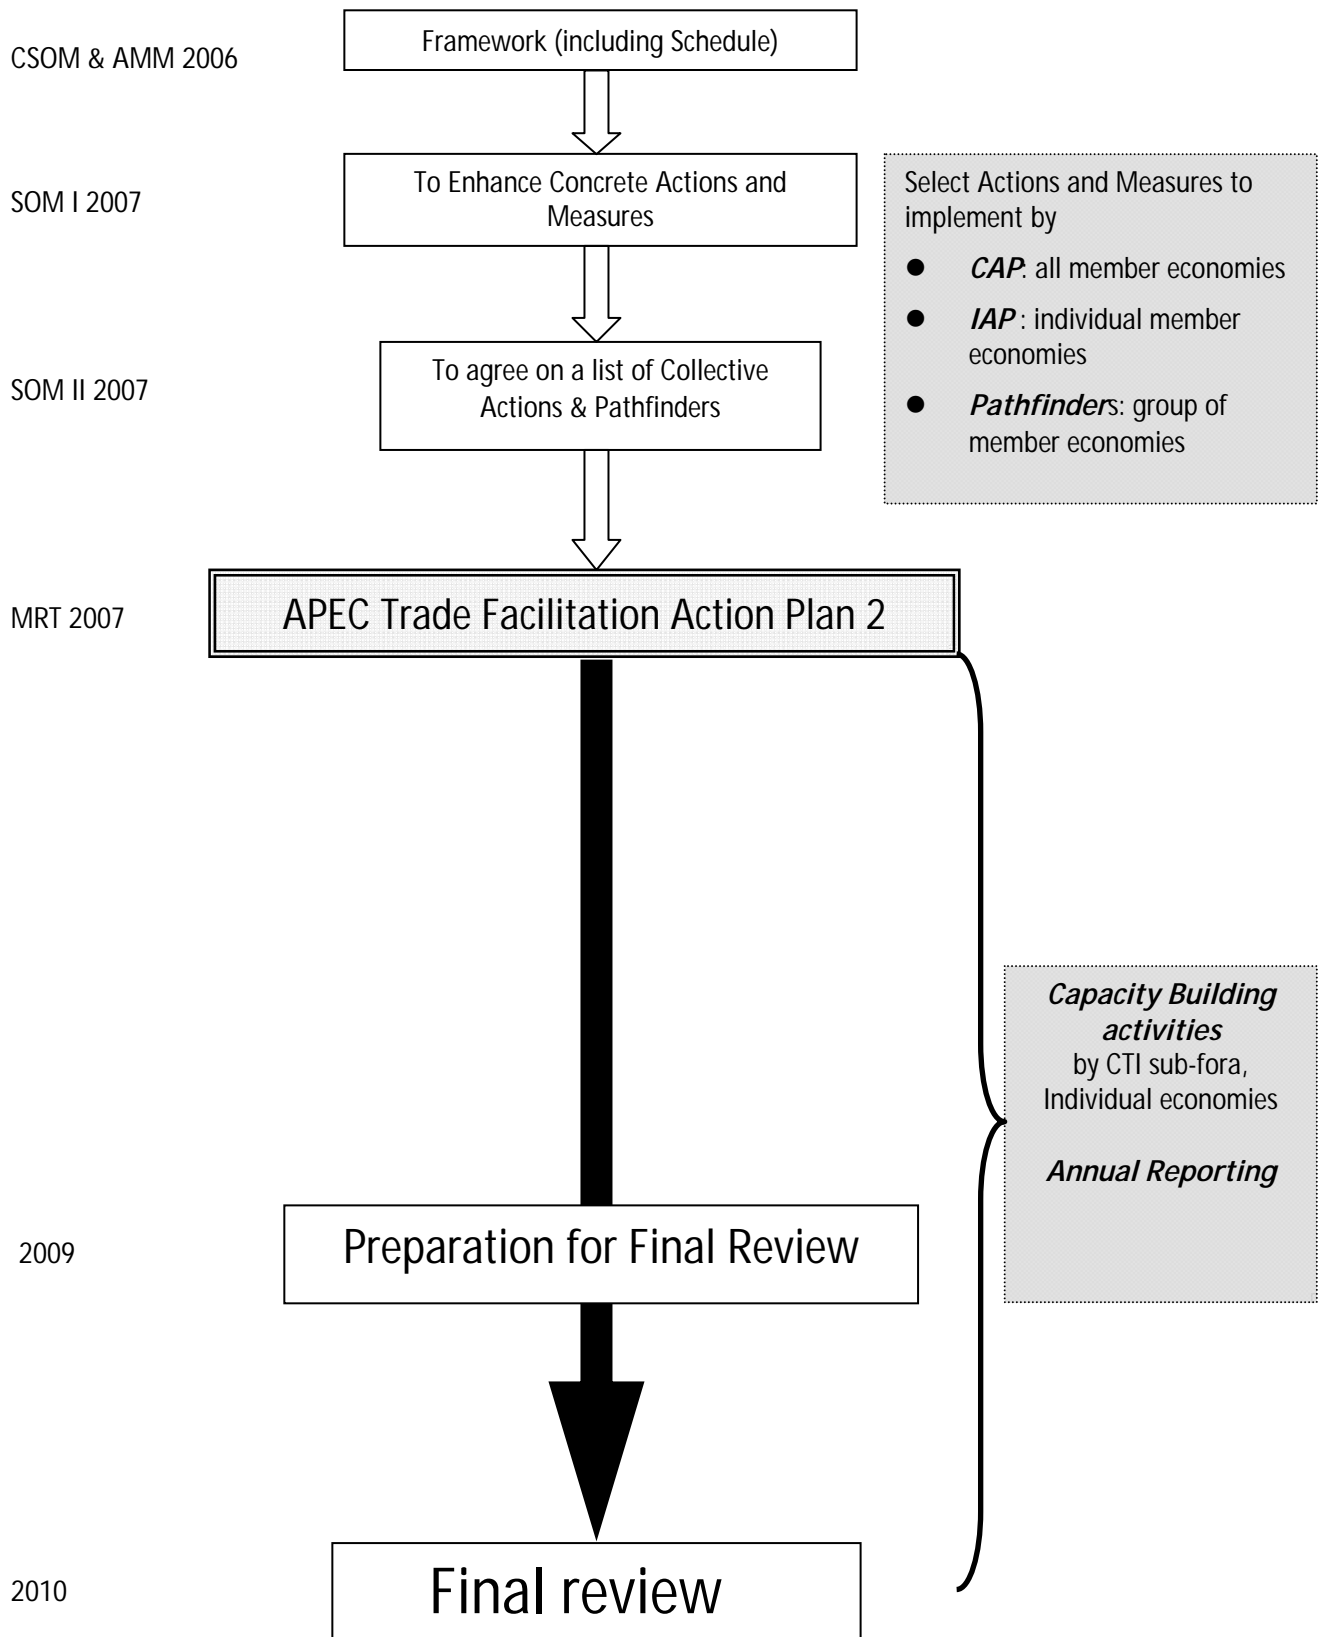 CSOM & AMM 2006
Framework (including Schedule)
SOM I 2007
To Enhance Concrete Actions and
Measures
Select Actions and Measures to
implement by
● CAP: all member economies
● IAP : individual member
economies
● Pathfinders: group of
member economies
SOM II 2007
To agree on a list of Collective
Actions & Pathfinders
MRT 2007
APEC Trade Facilitation Action Plan 2
Capacity Building
activities
by CTI sub-fora,
Individual economies
Annual Reporting
2009
Preparation for Final Review
2010
Final review